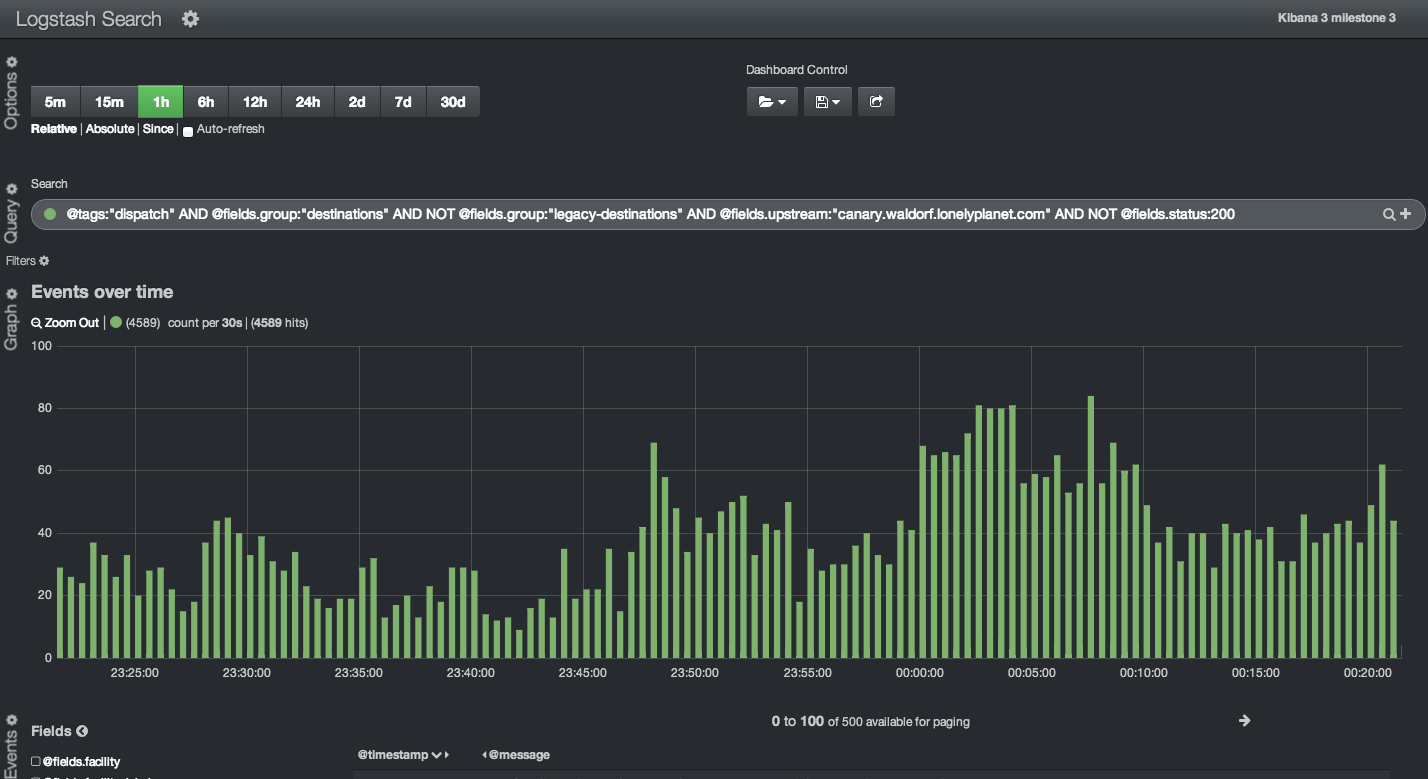 Logstash Search
Kibana 3 milestone 3
Options
Dashboard Control
5m 15m 1h 6h 12h 24h 2d 7d 30d
Relative | Absolute | Since | Auto-refresh
Query
Search
@tags:"dispatch" AND @fields.group:"destinations" AND NOT @fields.group:"legacy-destinations" AND @fields.upstream:"canary.waldorf.lonelyplanet.com" AND NOT @fields.status:200
Filters
Graph
Events over time
Zoom Out | (4589) count per 30s | (4589 hits)
100
80
60
40
20
0
23:25:00 23:30:00 23:35:00 23:40:00 23:45:00 23:50:00 23:55:00 00:00:00 00:05:00 00:10:00 00:15:00 00:20:00
Events
Fields
0 to 100 of 500 available for paging
@timestamp @message
@fields.facility